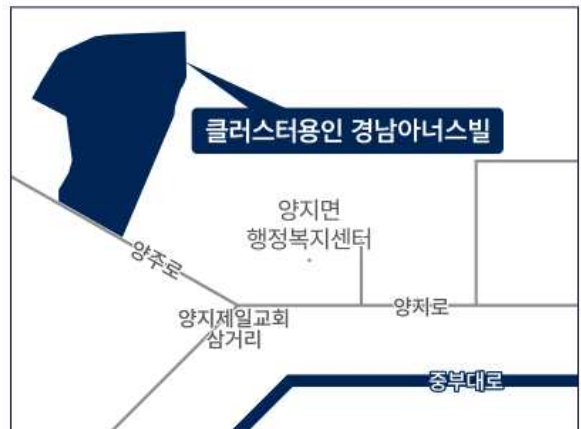 클러스터용인 경남아너스빌
양지면
행정복지센터
양주로
양지로
양지제일교회
삼거리
중부대로